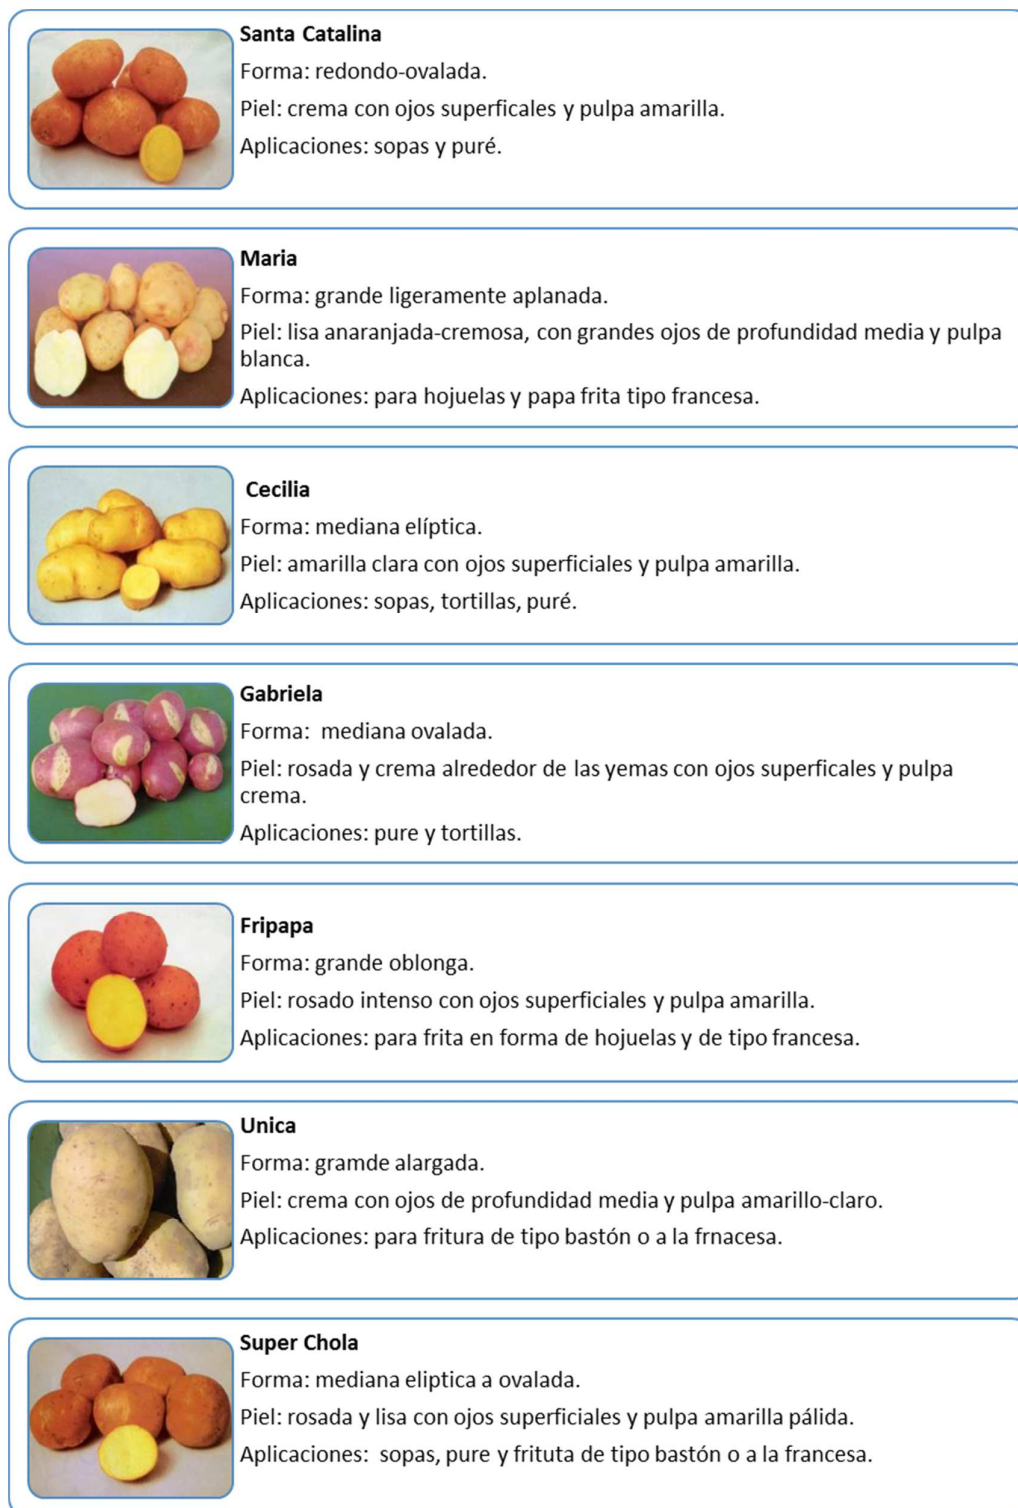 Santa Catalina
Forma: redondo-ovalada.
Piel: crema con ojos superficales y pulpa amarilla.
Aplicaciones: sopas y puré.
Maria
Forma: grande ligeramente aplanada.
Piel: lisa anaranjada-cremosa, con grandes ojos de profundidad media y pulpa
blanca.
Aplicaciones: para hojuelas y papa frita tipo francesa.
Cecilia
Forma: mediana elíptica.
Piel: amarilla clara con ojos superficiales y pulpa amarilla.
Aplicaciones: sopas, tortillas, puré.
Gabriela
Forma: mediana ovalada.
Piel: rosada y crema alrededor de las yemas con ojos superficales y pulpa
crema.
Aplicaciones: pure y tortillas.
Fripapa
Forma: grande oblonga.
Piel: rosado intenso con ojos superficiales y pulpa amarilla.
Aplicaciones: para frita en forma de hojuelas y de tipo francesa.
Unica
Forma: gramde alargada.
Piel: crema con ojos de profundidad media y pulpa amarillo-claro.
Aplicaciones: para fritura de tipo bastón o a la frnacesa.
Super Chola
Forma: mediana eliptica a ovalada.
Piel: rosada y lisa con ojos superficiales y pulpa amarilla pálida.
Aplicaciones: sopas, pure y frituta de tipo bastón o a la francesa.